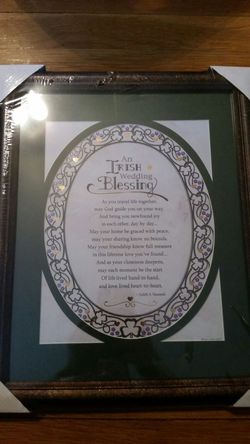 An
IRISH
Wedding
Blessing
As you travel life together,
may God guide you on your way,
And bring you newfound joy
in each other, day by day...
May your home be graced with peace,
may your sharing know no bounds.
May your friendship know full measure
in this lifetime love you've found...
And as your closeness deepens,
may each moment be the start
Of life lived hand-in-hand,
and love lived heart-to-heart.